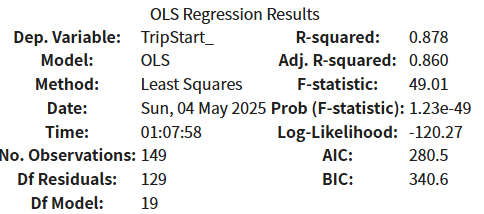 OLS Regression Results
Dep. Variable: TripStart_ R-squared: 0.878
Model: OLS Adj. R-squared: 0.860
Method: Least Squares F-statistic: 49.01
Date: Sun, 04 May 2025 Prob (F-statistic): 1.23e-49
Time: 01:07:58 Log-Likelihood: -120.27
No. Observations: 149 AIC: 280.5
Df Residuals: 129 BIC: 340.6
Df Model: 19